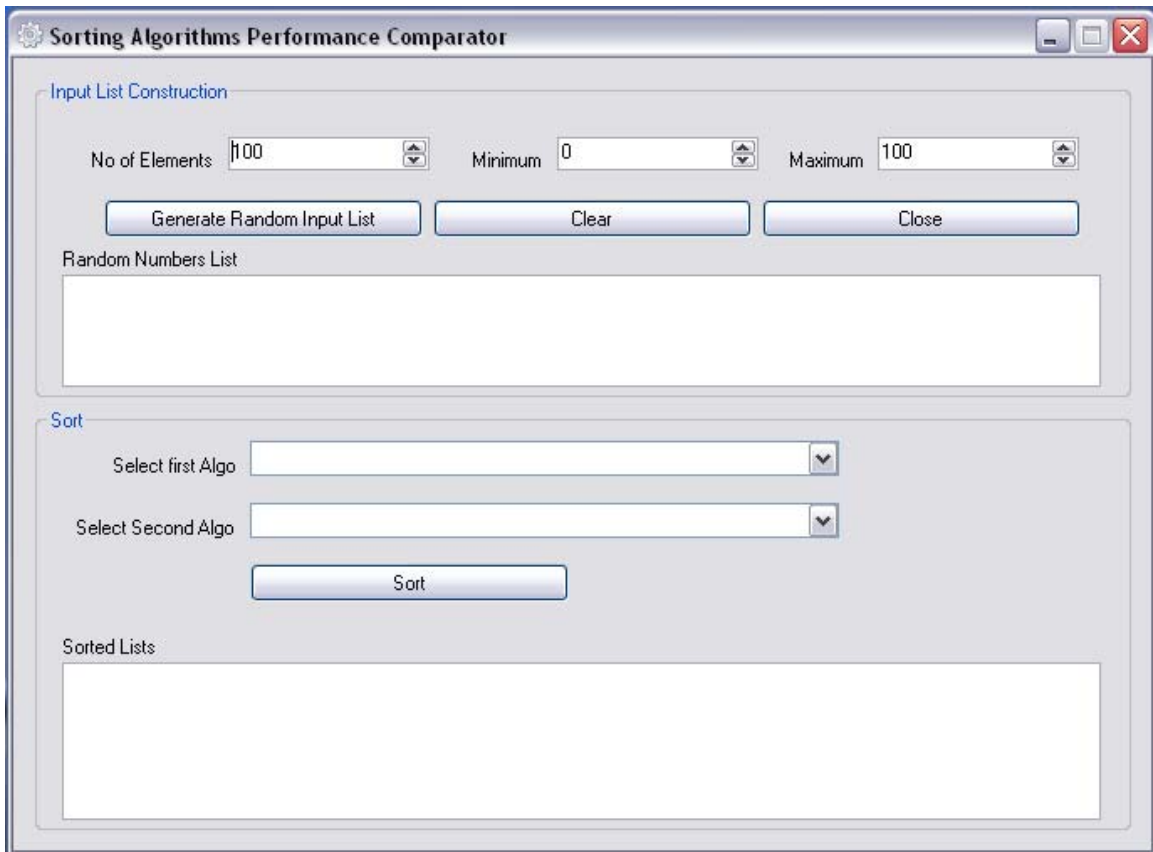 Sorting Algorithms Performance Comparator
Input List Construction
No of Elements 100 Minimum 0 Maximum 100
Generate Random Input List Clear Close
Random Numbers List
Sort
Select first Algo
Select Second Algo
Sort
Sorted Lists